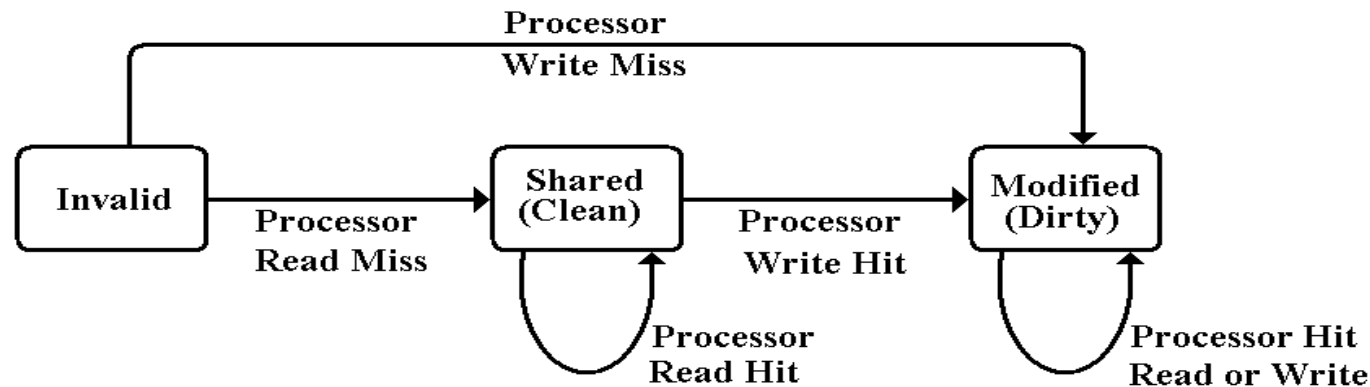 Processor
Write Miss
Invalid
Shared
(Clean)
Modified
(Dirty)
Processor
Read Miss
Processor
Write Hit
Processor
Read Hit
Processor Hit
Read or Write